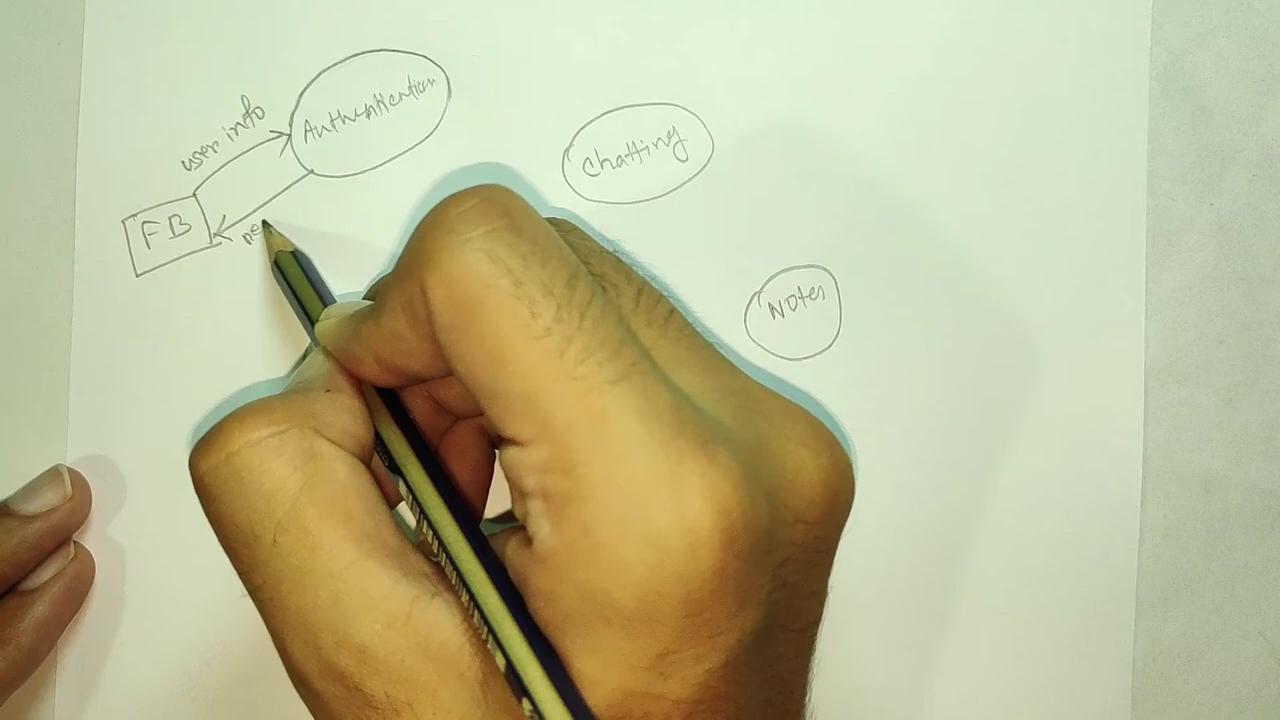 Authentication
user info
Chatting
FB
Notes